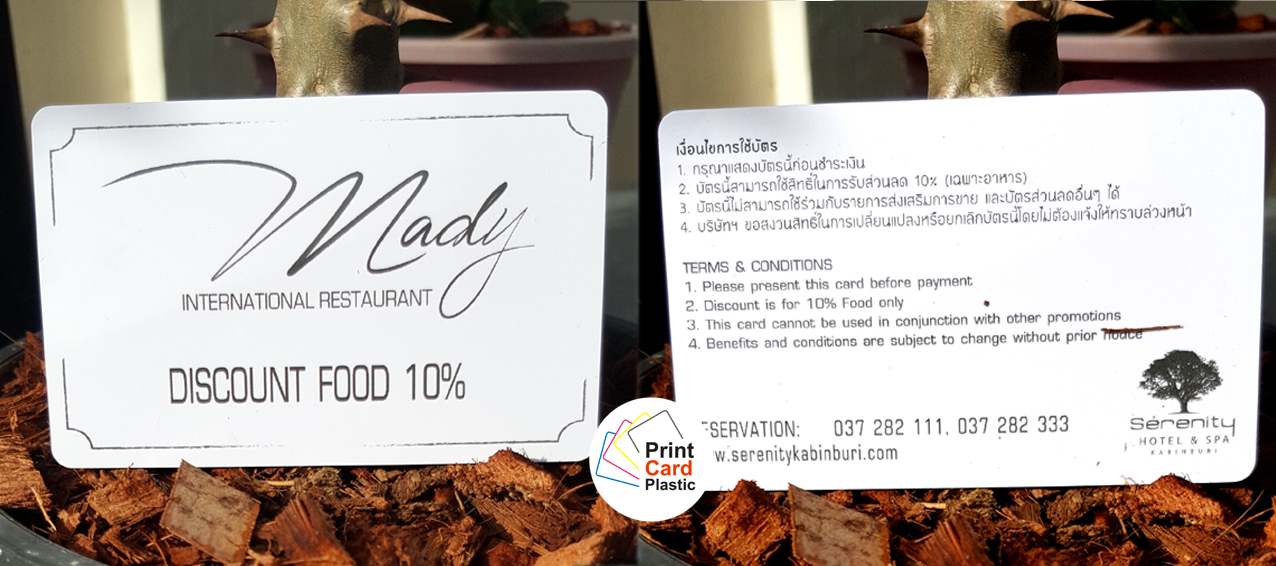 Mady
INTERNATIONAL RESTAURANT
DISCOUNT FOOD 10%
เงื่อนไขการใช้บัตร
1. กรุณาแสดงบัตรนี้ก่อนชำระเงิน
2. บัตรนี้สามารถใช้สิทธิ์ในการรับส่วนลด 10% (เฉพาะอาหาร)
3. บัตรนี้ไม่สามารถใช้ร่วมกับรายการส่งเสริมการขาย และบัตรส่วนลดอื่นๆ ได้
4. บริษัทฯ ขอสงวนสิทธิ์ในการเปลี่ยนแปลงหรือยกเลิกบัตรนี้โดยไม่ต้องแจ้งให้ทราบล่วงหน้า
TERMS & CONDITIONS
1. Please present this card before payment
2. Discount is for 10% Food only
3. This card cannot be used in conjunction with other promotions
4. Benefits and conditions are subject to change without prior notice
ESERVATION: 037 282 111, 037 282 333
w.serenitykabinburi.com
Sérenity
HOTEL & SPA
KABINBURI
Print
Card
Plastic